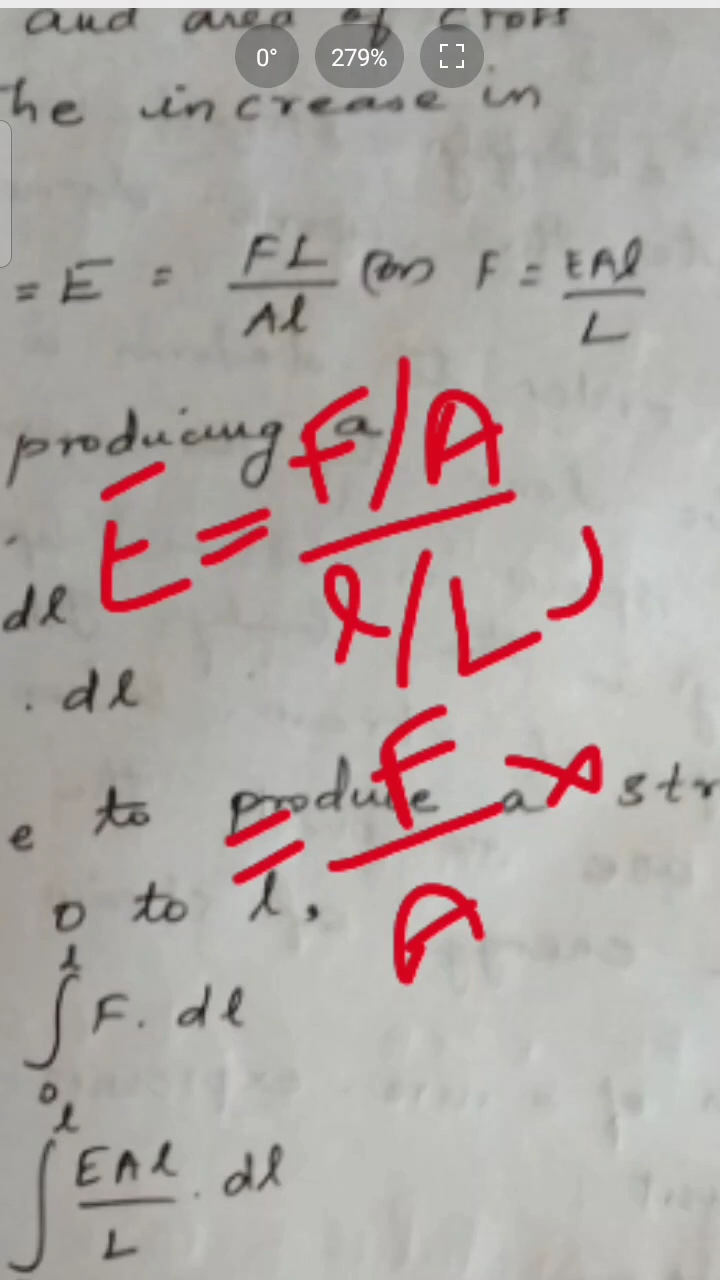 and area of cross
0° 279%
he increase in
= E = FL/Al (or) F = EAl/L
producing a
E = F/A / l/L )
dl
. dl
= F/A ×
e to produce a str
0 to l,
∫₀ˡ F. dl
∫ˡ EAl/L . dl